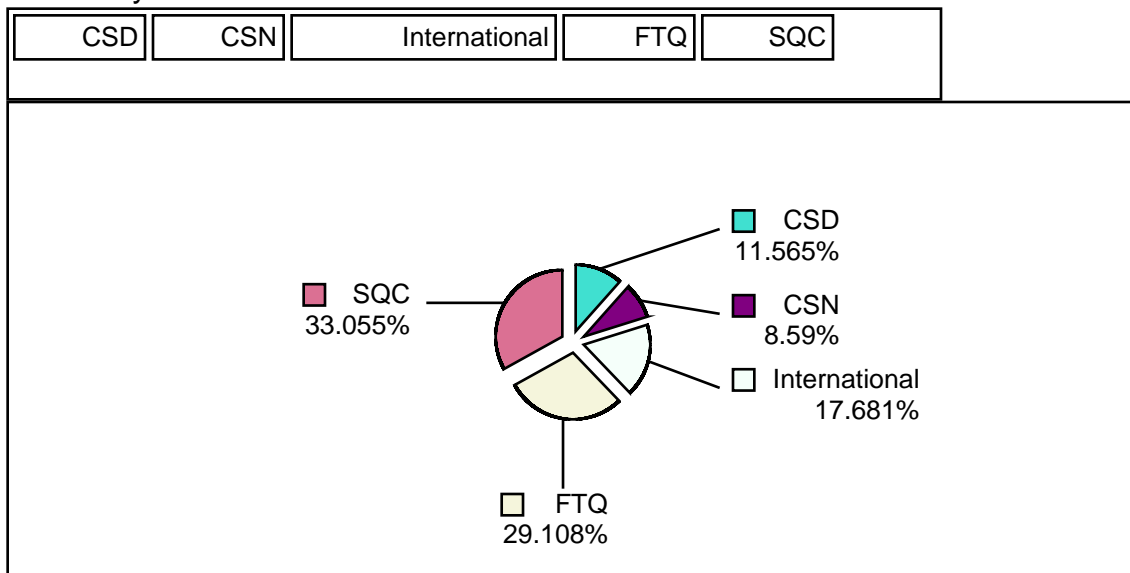 CSD CSN International FTQ SQC
CSD
11.565%
SQC
33.055%
CSN
8.59%
International
17.681%
FTQ
29.108%